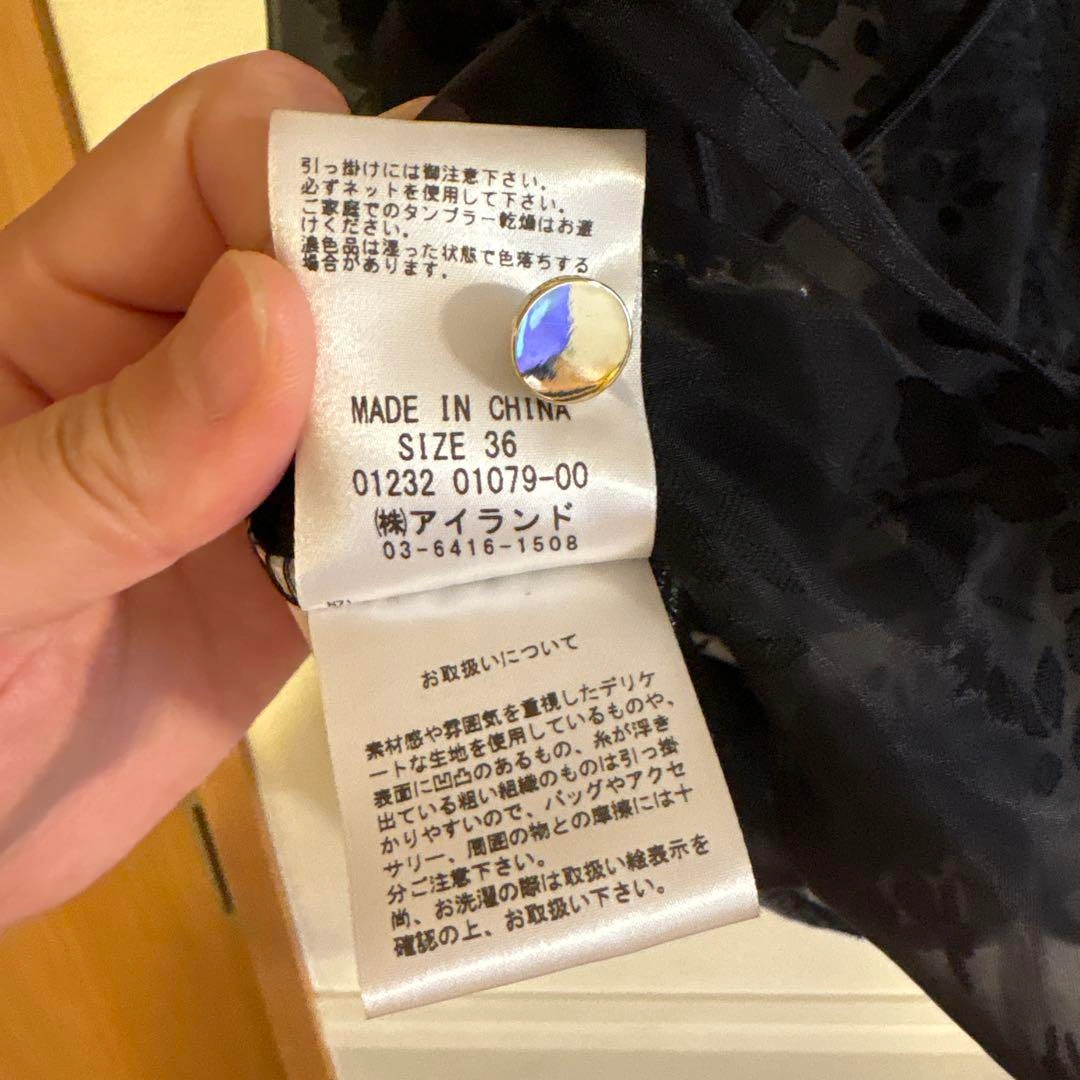 引っ掛けには御注意下さい。
必ずネットを使用して下さい。
ご家庭でのタンブラー乾燥はお避
けください。
濃色品は湿った状態で色落ちする
場合があります。
MADE IN CHINA
SIZE 36
01232 01079-00
㈱アイランド
03-6416-1508
お取扱いについて
素材感や雰囲気を重視したデリケ
ートな生地を使用しているものや、
表面に凹凸のあるもの、糸が浮き
出ている粗い組織のものは引っ掛
かりやすいので、バッグやアクセ
サリー、周囲の物との摩擦には十
分ご注意下さい。
尚、お洗濯の際は取扱い絵表示を
確認の上、お取扱い下さい。